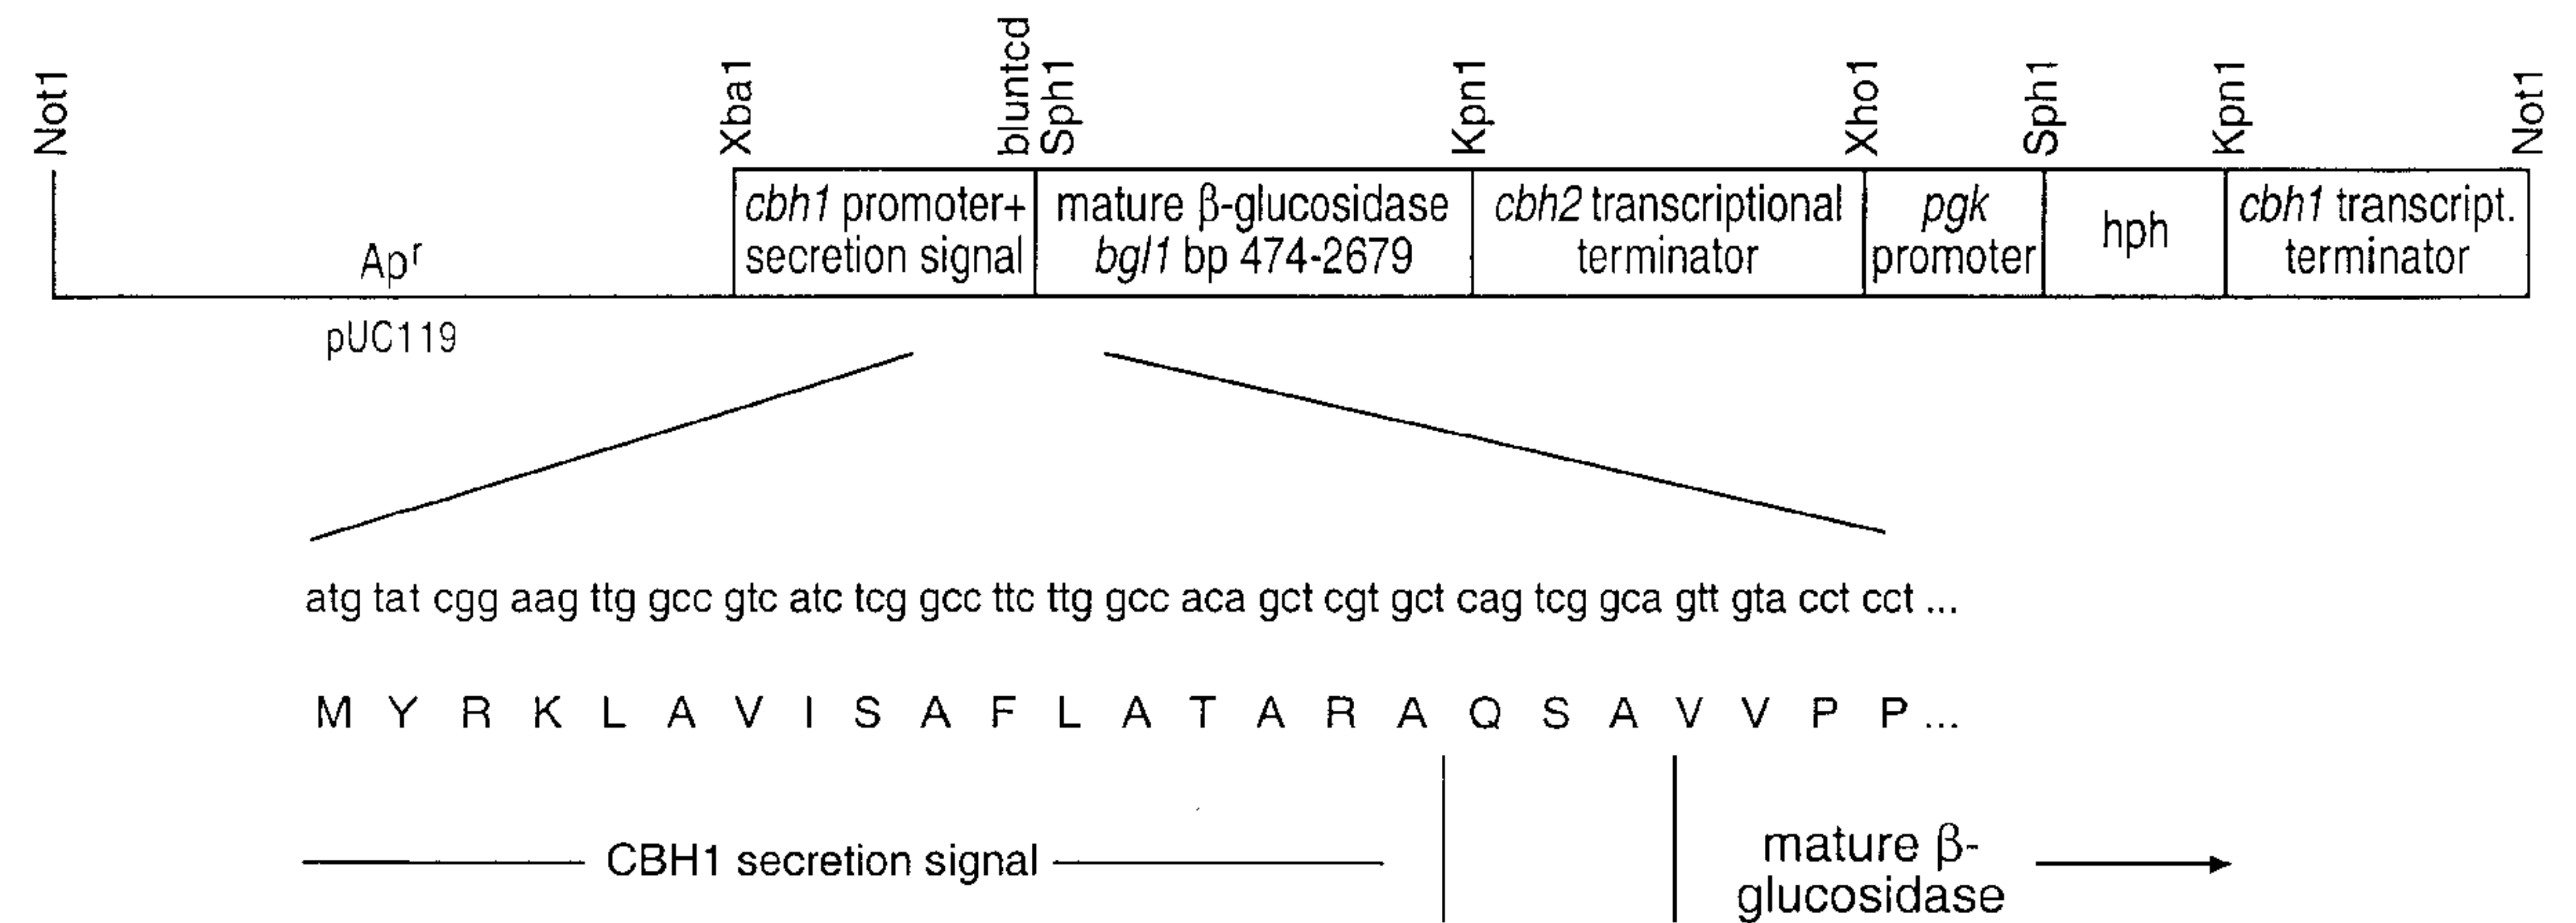 Not1
Xba1
bluntcd
Sph1
Kpn1
Xho1
Sph1
Kpn1
Not1
Apr
pUC119
cbh1 promoter+
secretion signal
mature β-glucosidase
bgl1 bp 474-2679
cbh2 transcriptional
terminator
pgk
promoter
hph
cbh1 transcript.
terminator
atg tat cgg aag ttg gcc gtc atc tcg gcc ttc ttg gcc aca gct cgt gct cag tcg gca gtt gta cct cct ...
M Y R K L A V I S A F L A T A R A Q S A V V P P ...
CBH1 secretion signal
mature β-
glucosidase